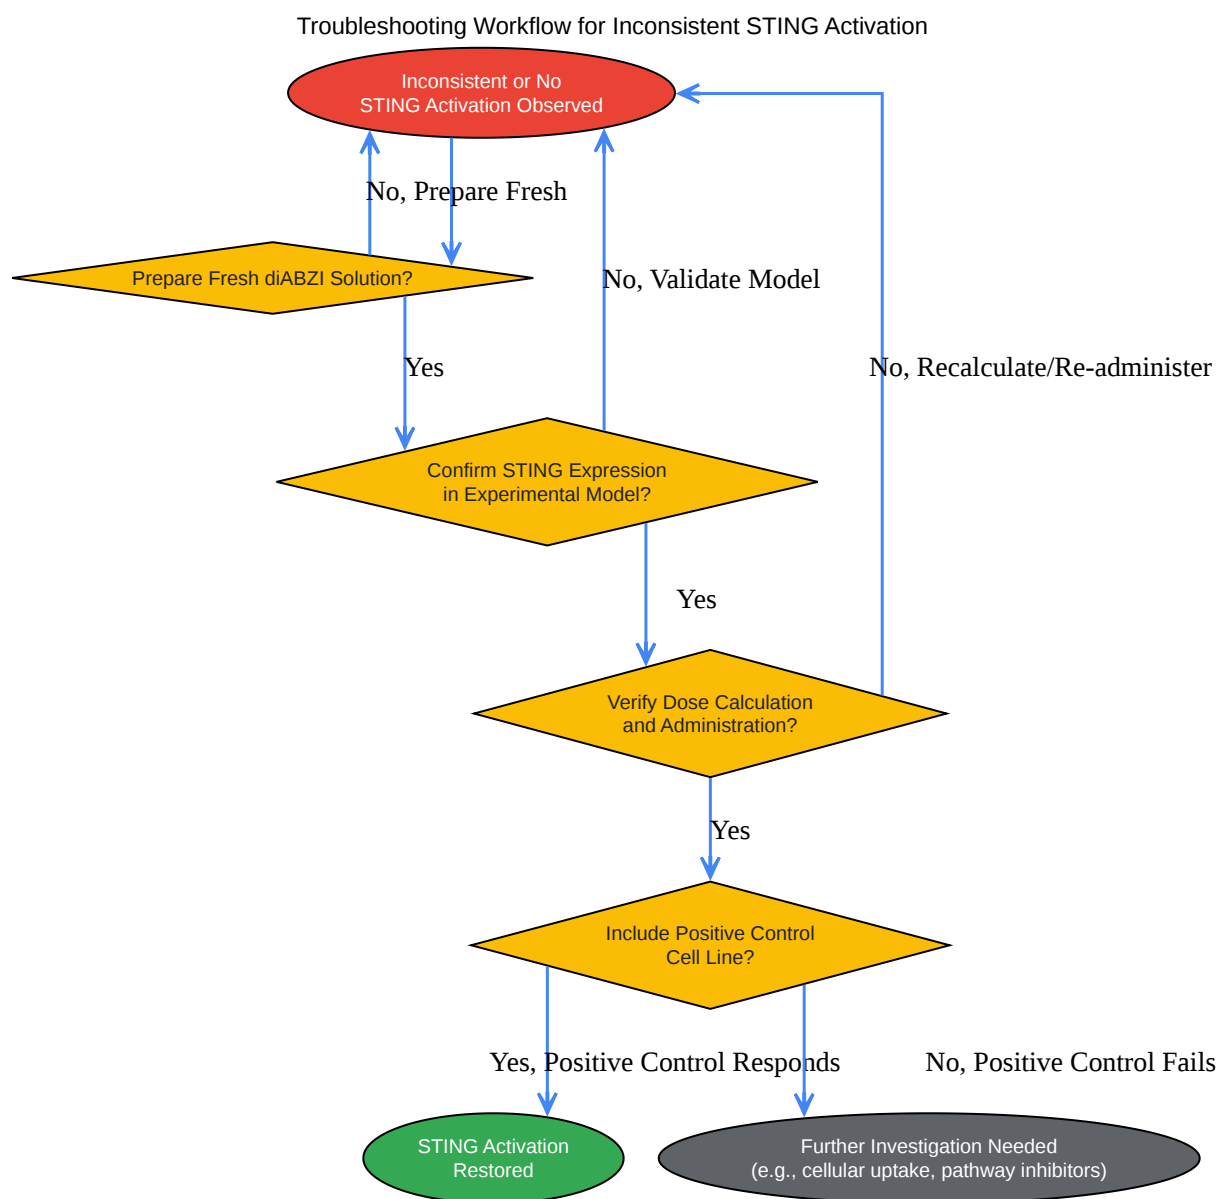 Troubleshooting Workflow for Inconsistent STING Activation
Inconsistent or No
STING Activation Observed
No, Prepare Fresh
Prepare Fresh diABZI Solution?
No, Validate Model
Yes
No, Recalculate/Re-administer
Confirm STING Expression
in Experimental Model?
Yes
Verify Dose Calculation
and Administration?
Yes
Include Positive Control
Cell Line?
Yes, Positive Control Responds
No, Positive Control Fails
STING Activation
Restored
Further Investigation Needed
(e.g., cellular uptake, pathway inhibitors)